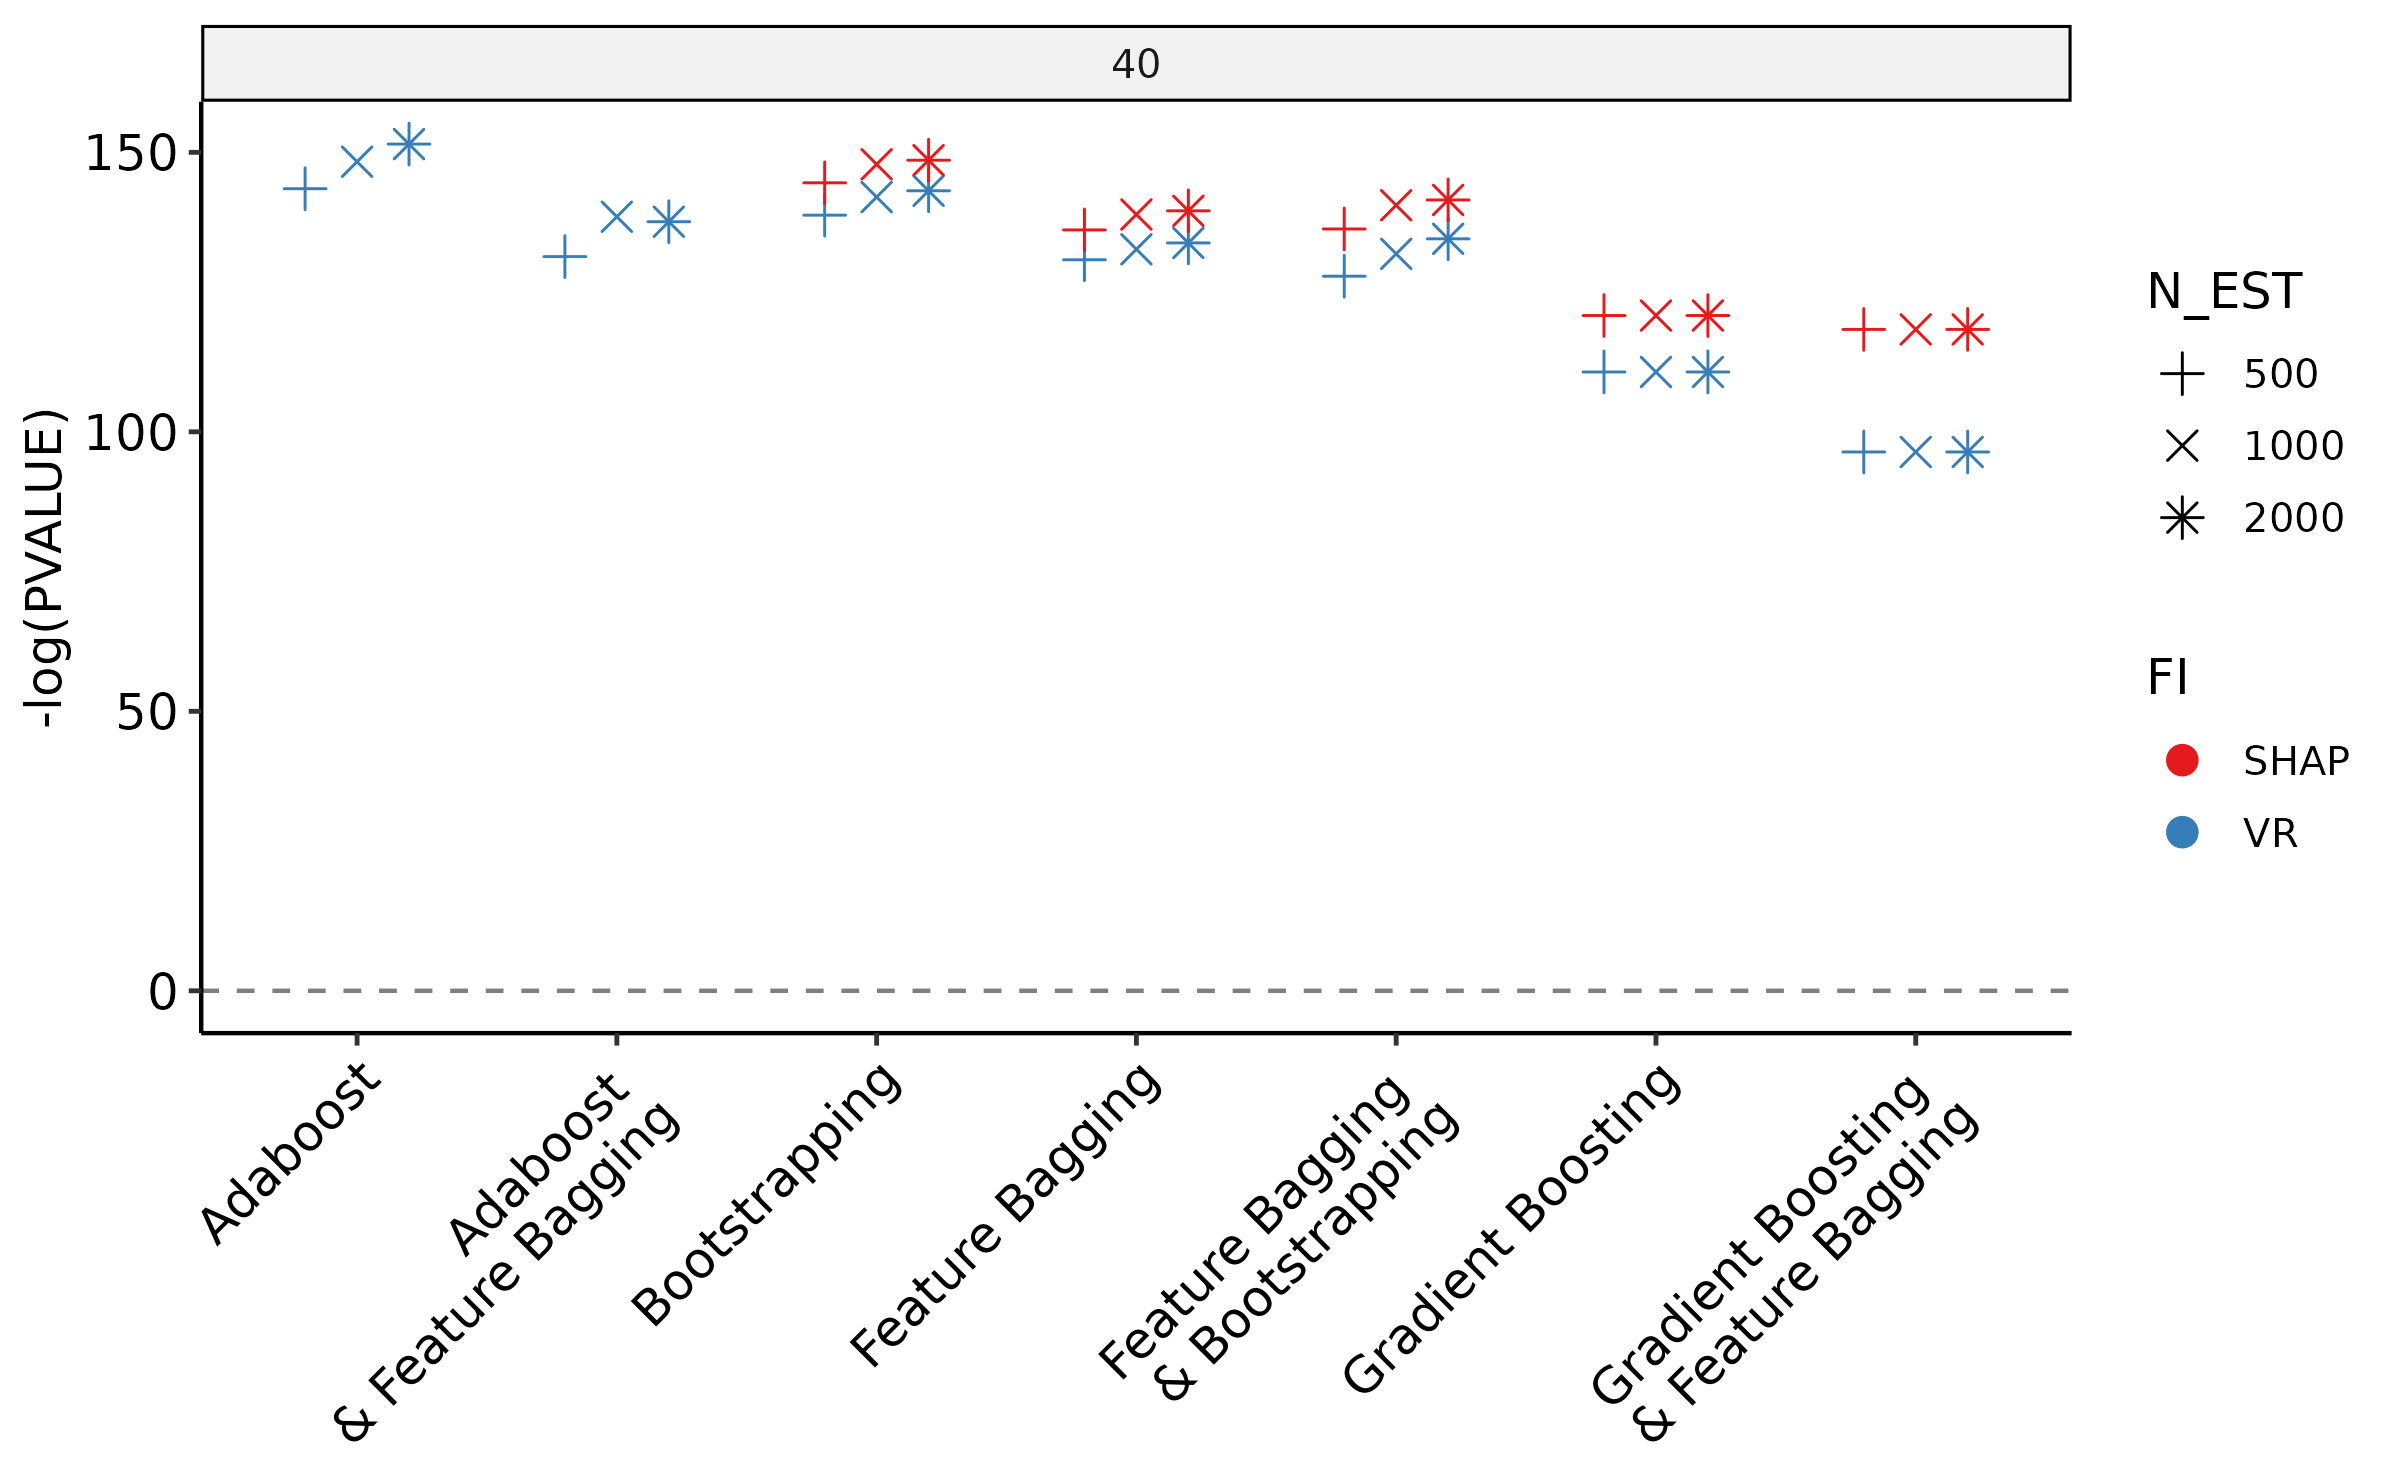 40
-log(PVALUE)
150
100
50
0
Adaboost
Adaboost
& Feature Bagging
Bootstrapping
Feature Bagging
Feature Bagging
& Bootstrapping
Gradient Boosting
Gradient Boosting
& Feature Bagging
N_EST
500
1000
2000
FI
SHAP
VR